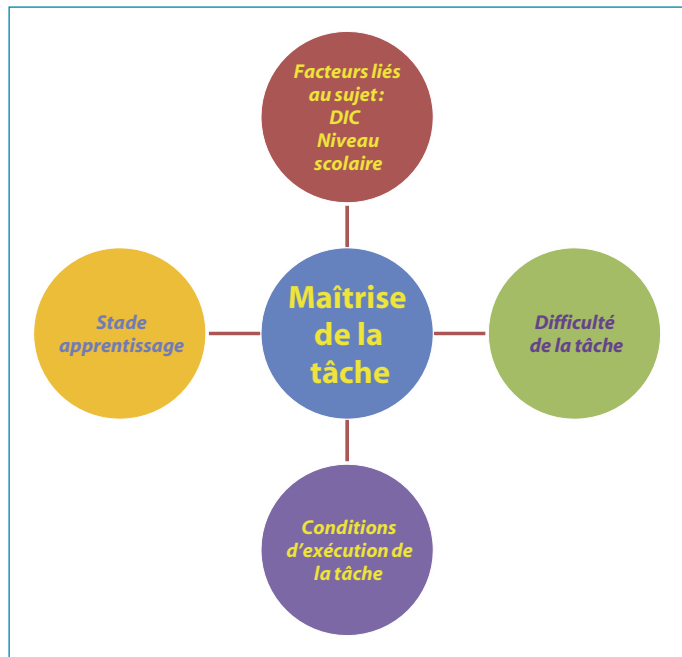 Facteurs liés
au sujet :
DIC
Niveau
scolaire
Stade
apprentissage
Maîtrise
de la
tâche
Difficulté
de la tâche
Conditions
d'exécution de
la tâche